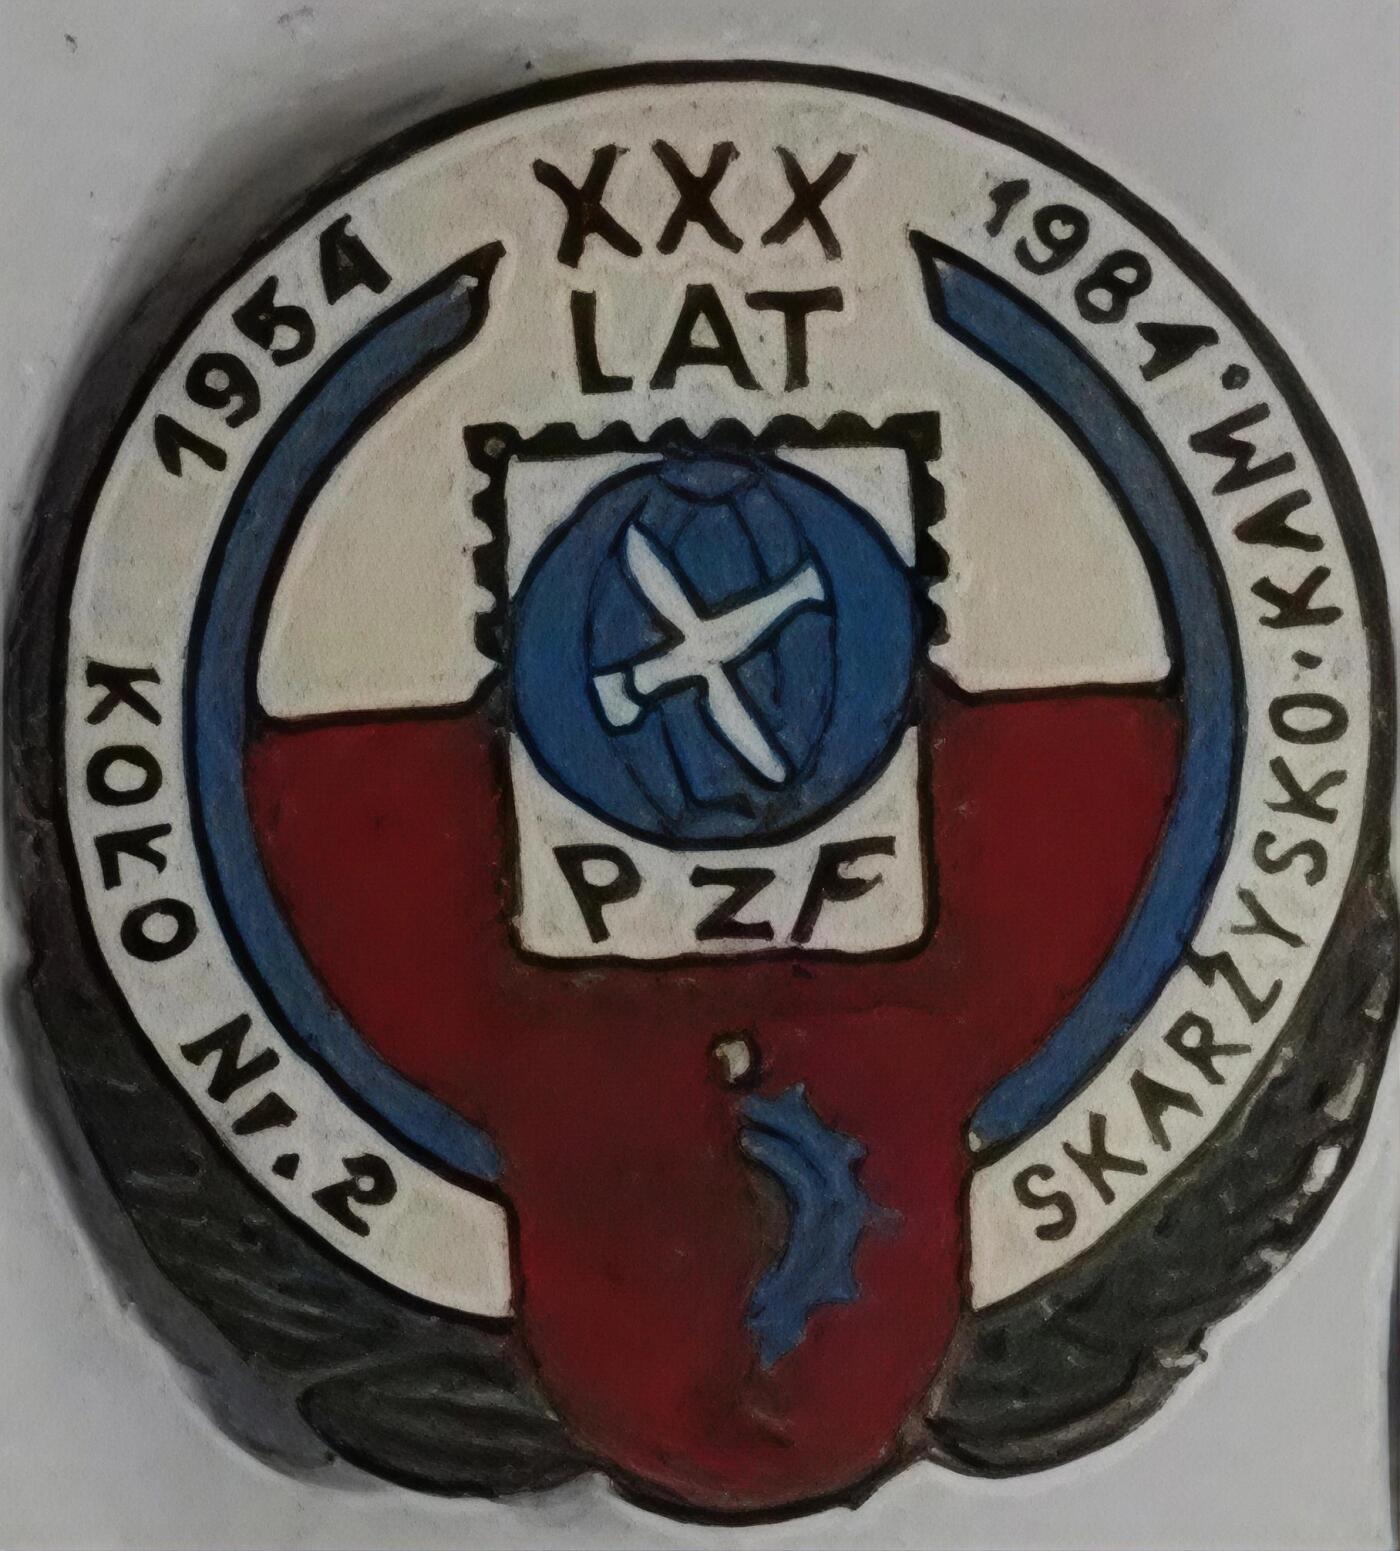 XXX
LAT
1954
1984
PZF
KOŁO Nr.2
SKARŻYSKO·KAM.